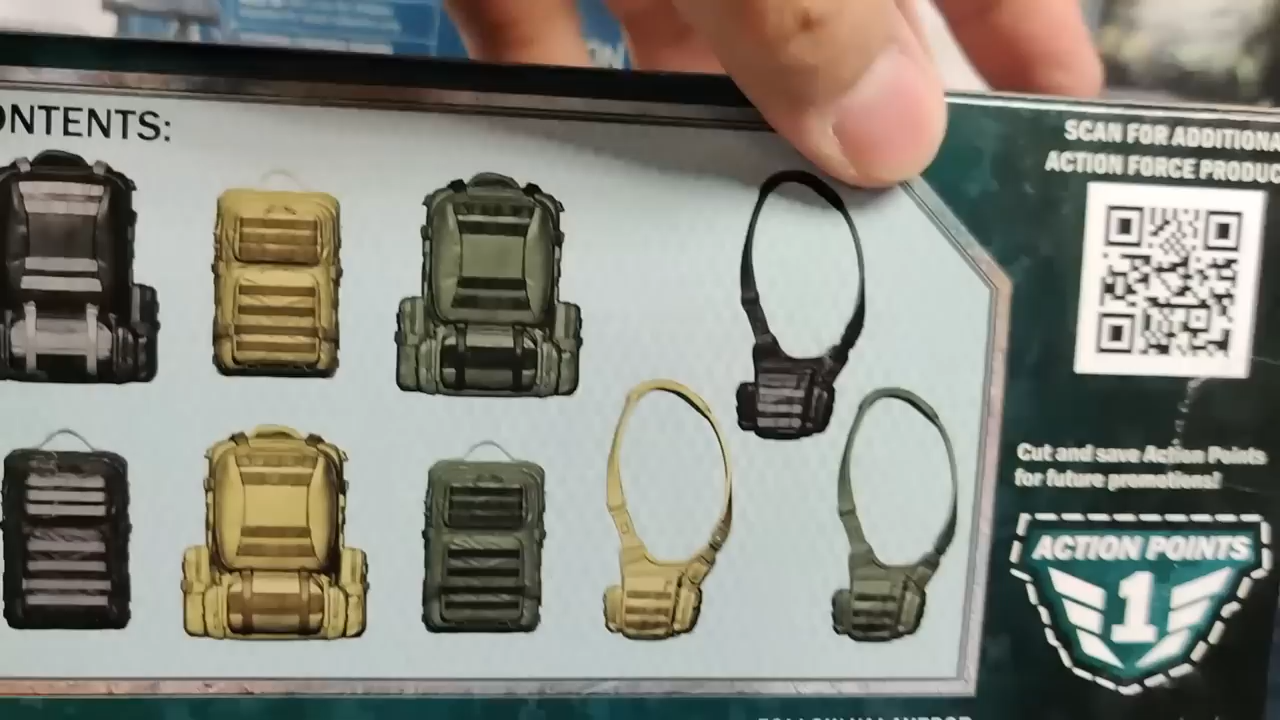 ONTENTS:
SCAN FOR ADDITIONA
ACTION FORCE PRODUC
Cut and save Action Points
for future promotions!
ACTION POINTS
1